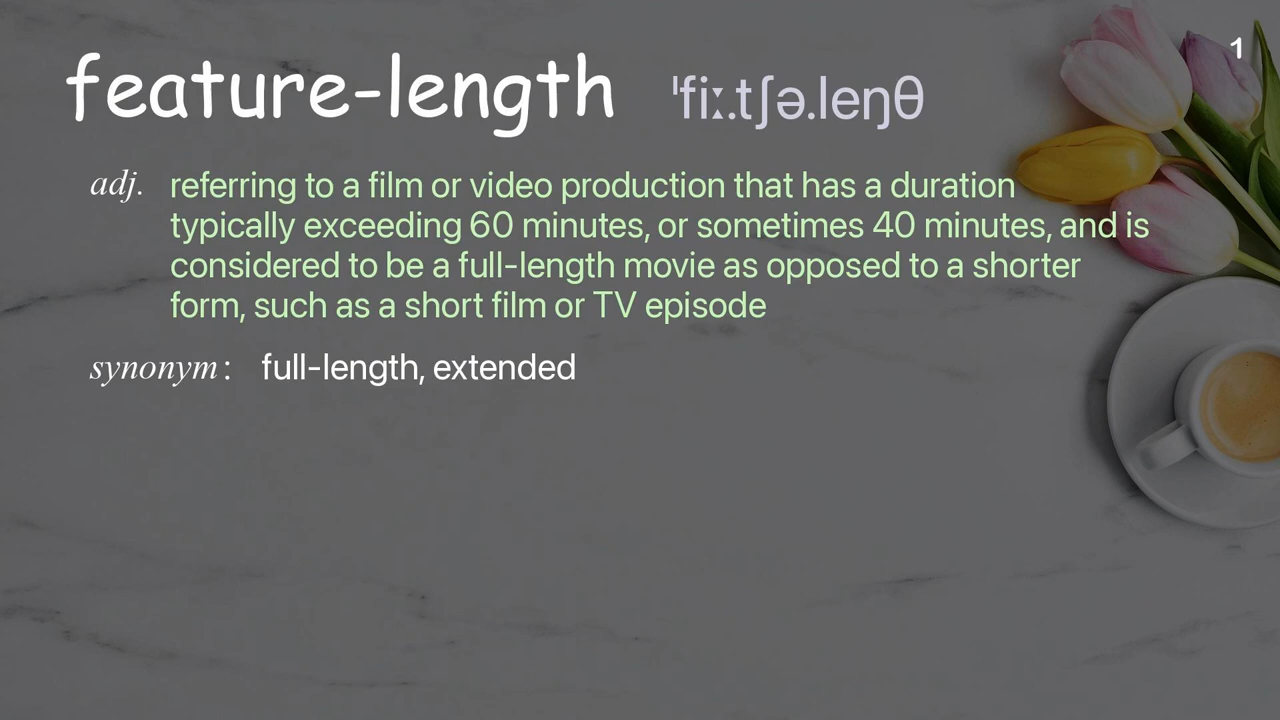 1
feature-length ˈfiː.tʃə.leŋθ
adj. referring to a film or video production that has a duration
typically exceeding 60 minutes, or sometimes 40 minutes, and is
considered to be a full-length movie as opposed to a shorter
form, such as a short film or TV episode
synonym: full-length, extended